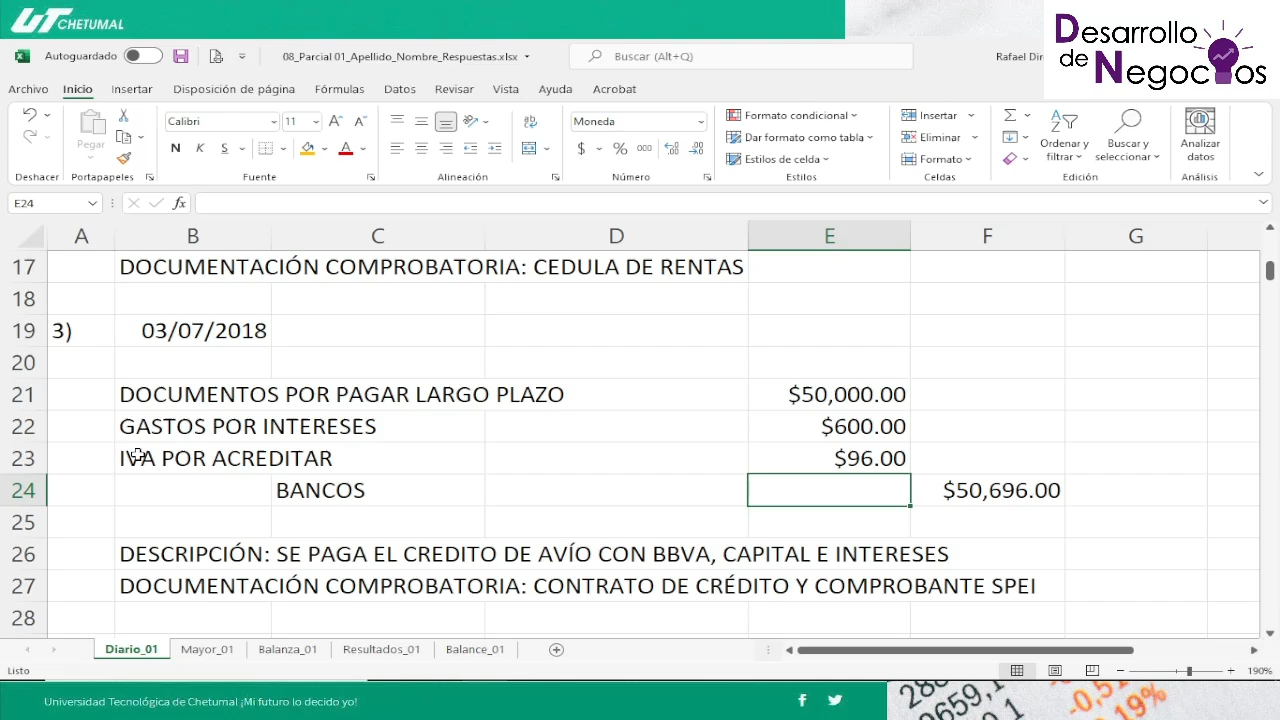 UT CHETUMAL
Desarrollo
de Negocios
Autoguardado
08_Parcial 01_Apellido_Nombre_Respuestas.xlsx
Buscar (Alt+Q)
Rafael Dir
Archivo Inicio Insertar Disposición de página Fórmulas Datos Revisar Vista Ayuda Acrobat
Pegar
Calibri 11
N K S
Moneda
$ % 000
Formato condicional
Dar formato como tabla
Estilos de celda
Insertar
Eliminar
Formato
Ordenar y filtrar
Buscar y seleccionar
Analizar datos
Deshacer Portapapeles Fuente Alineación Número Estilos Celdas Edición Análisis
E24 fx
A B C D E F G
17 DOCUMENTACIÓN COMPROBATORIA: CEDULA DE RENTAS
18
19 3) 03/07/2018
20
21 DOCUMENTOS POR PAGAR LARGO PLAZO $50,000.00
22 GASTOS POR INTERESES $600.00
23 IVA POR ACREDITAR $96.00
24 BANCOS $50,696.00
25
26 DESCRIPCIÓN: SE PAGA EL CREDITO DE AVÍO CON BBVA, CAPITAL E INTERESES
27 DOCUMENTACIÓN COMPROBATORIA: CONTRATO DE CRÉDITO Y COMPROBANTE SPEI
28
Diario_01 Mayor_01 Balanza_01 Resultados_01 Balance_01
Listo
190%
Universidad Tecnológica de Chetumal ¡Mi futuro lo decido yo!